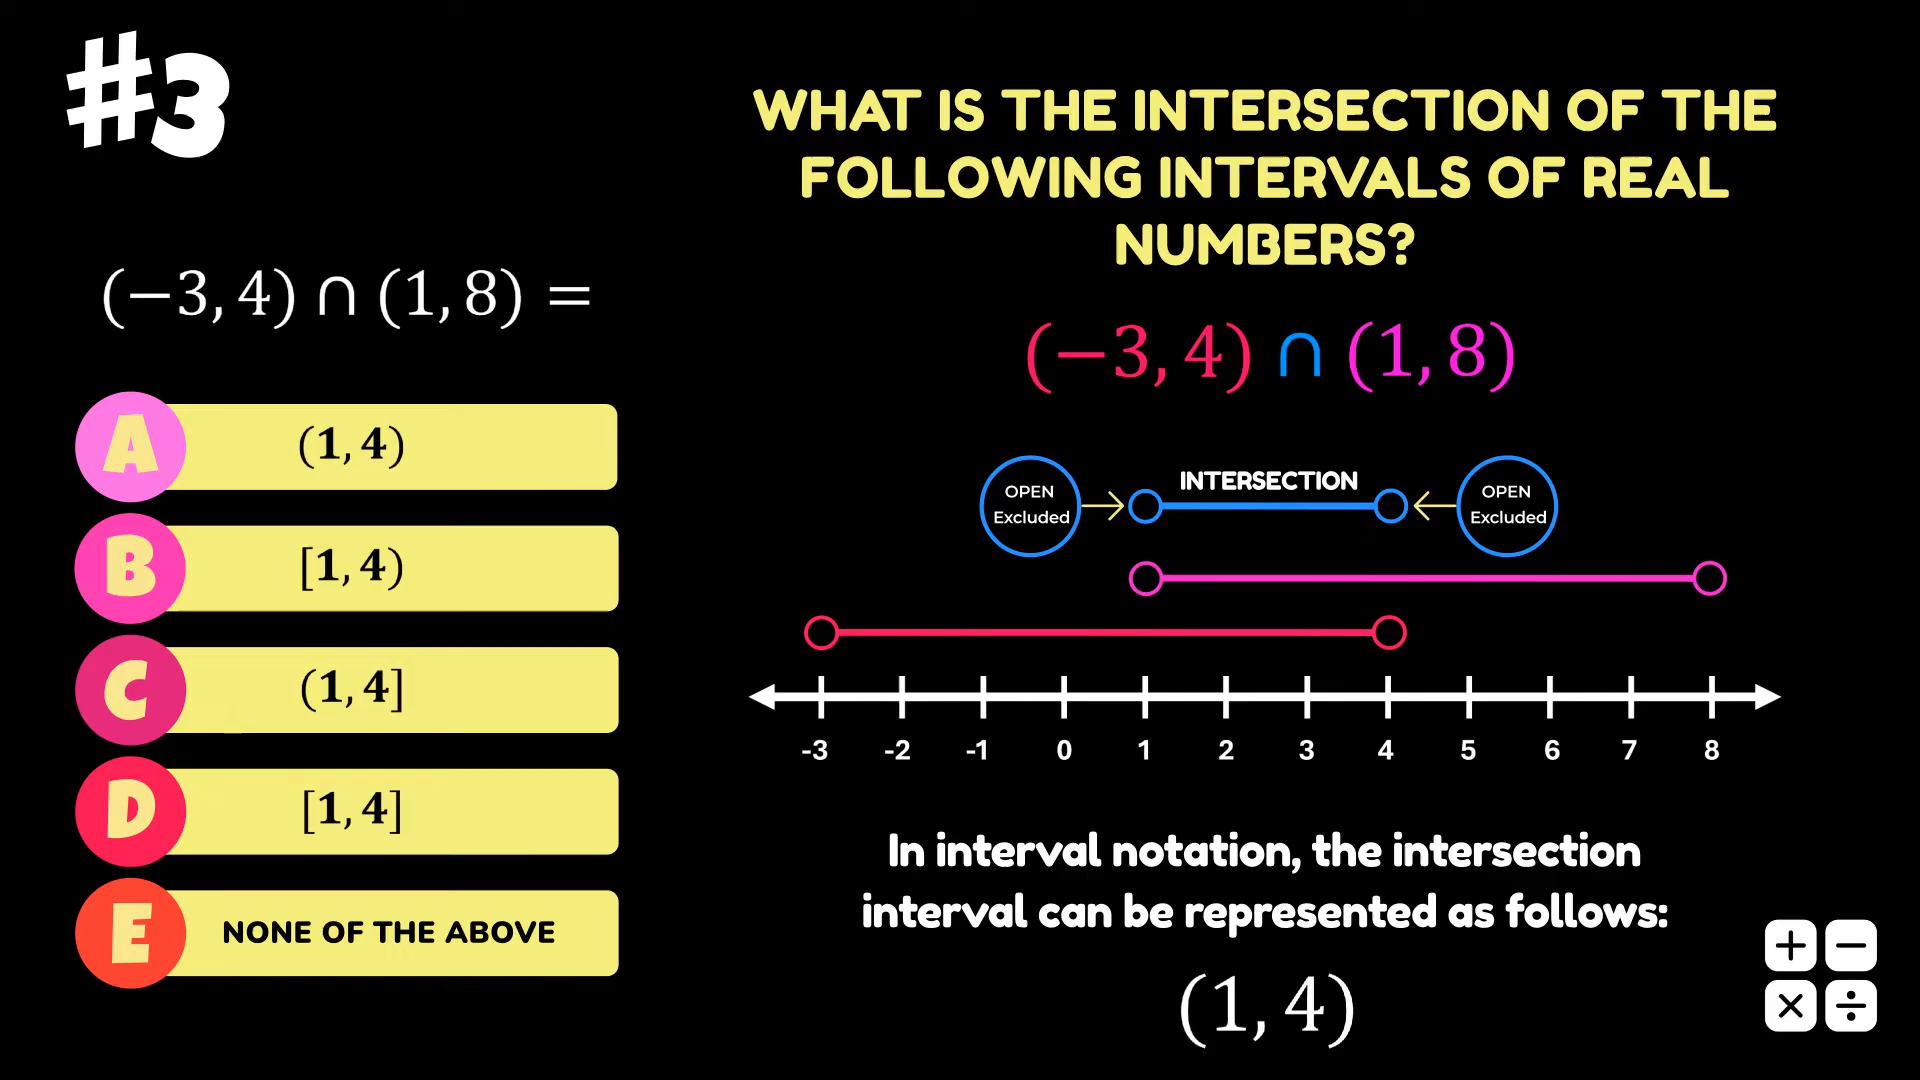 #3
(−3, 4) ∩ (1, 8) =
A (1, 4)
B [1, 4)
C (1, 4]
D [1, 4]
E NONE OF THE ABOVE
WHAT IS THE INTERSECTION OF THE
FOLLOWING INTERVALS OF REAL
NUMBERS?
(−3, 4) ∩ (1, 8)
INTERSECTION
OPEN
Excluded
OPEN
Excluded
-3 -2 -1 0 1 2 3 4 5 6 7 8
In interval notation, the intersection
interval can be represented as follows:
(1, 4)
+ −
× ÷